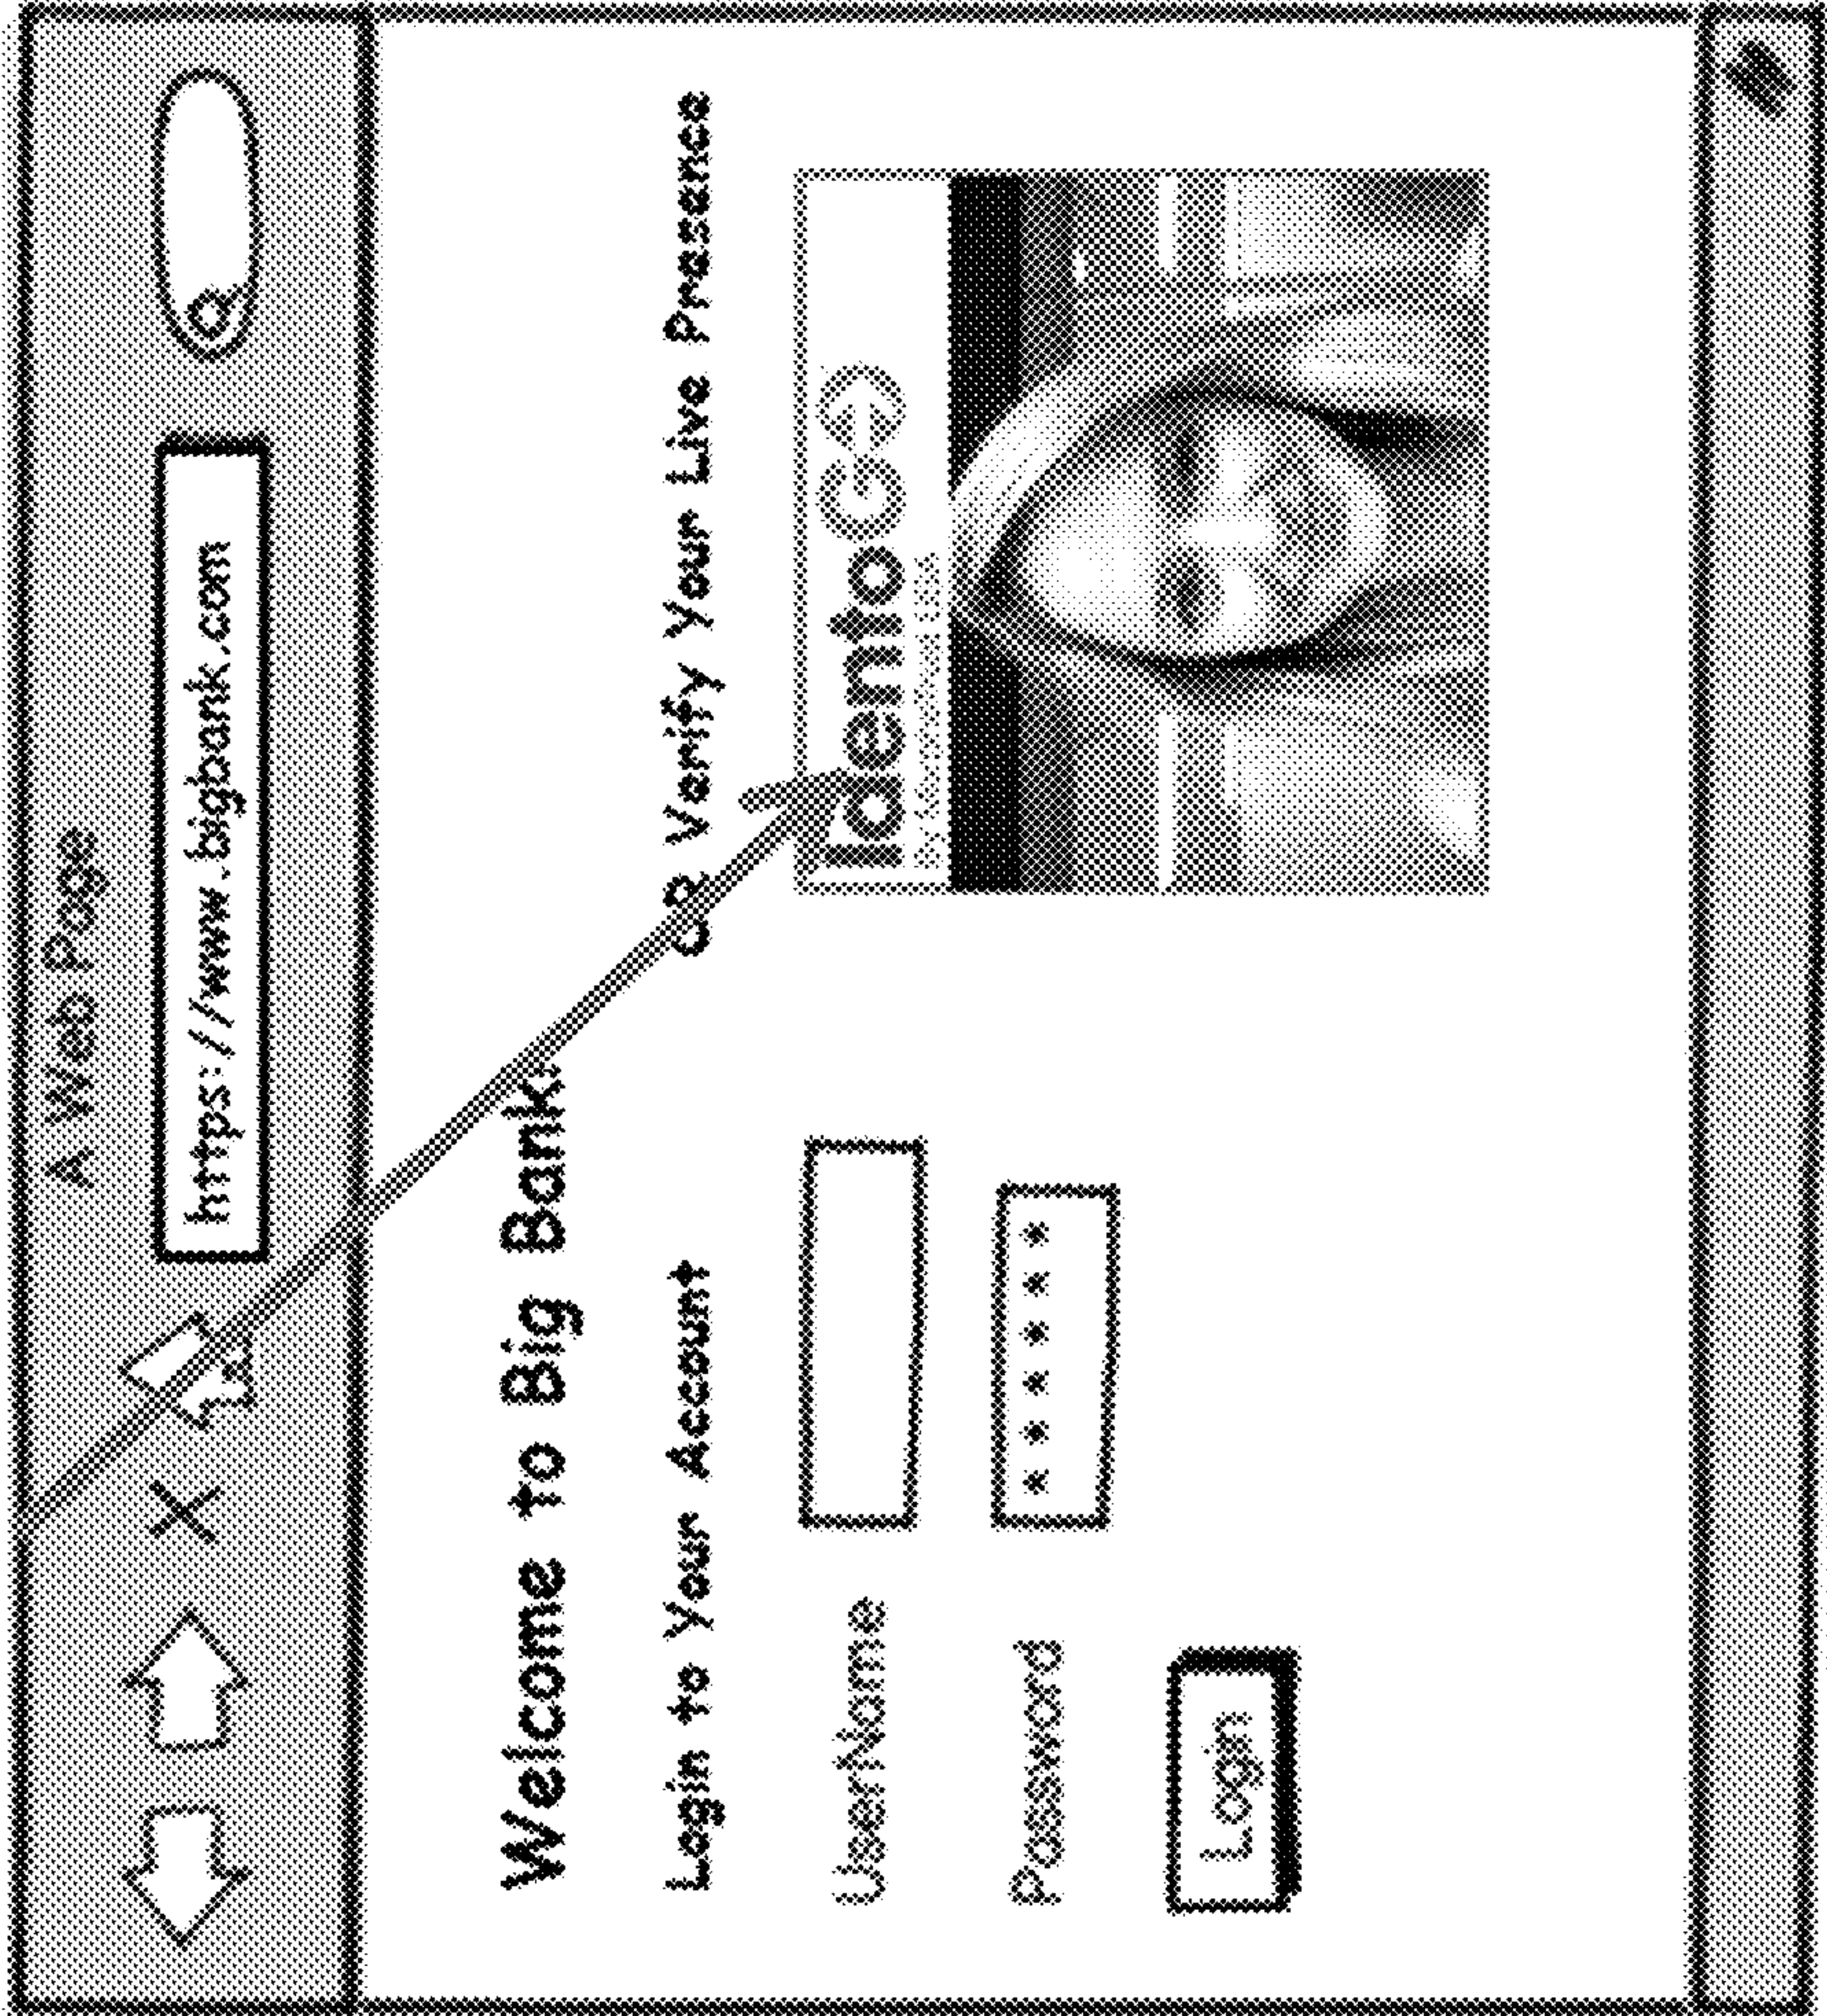 A Web Page
https://www.bigbank.com
Welcome to Big Bank:
Login to Your Account
OR Verify Your Live Presence
UserName
Password
******
Login
IdentoGO